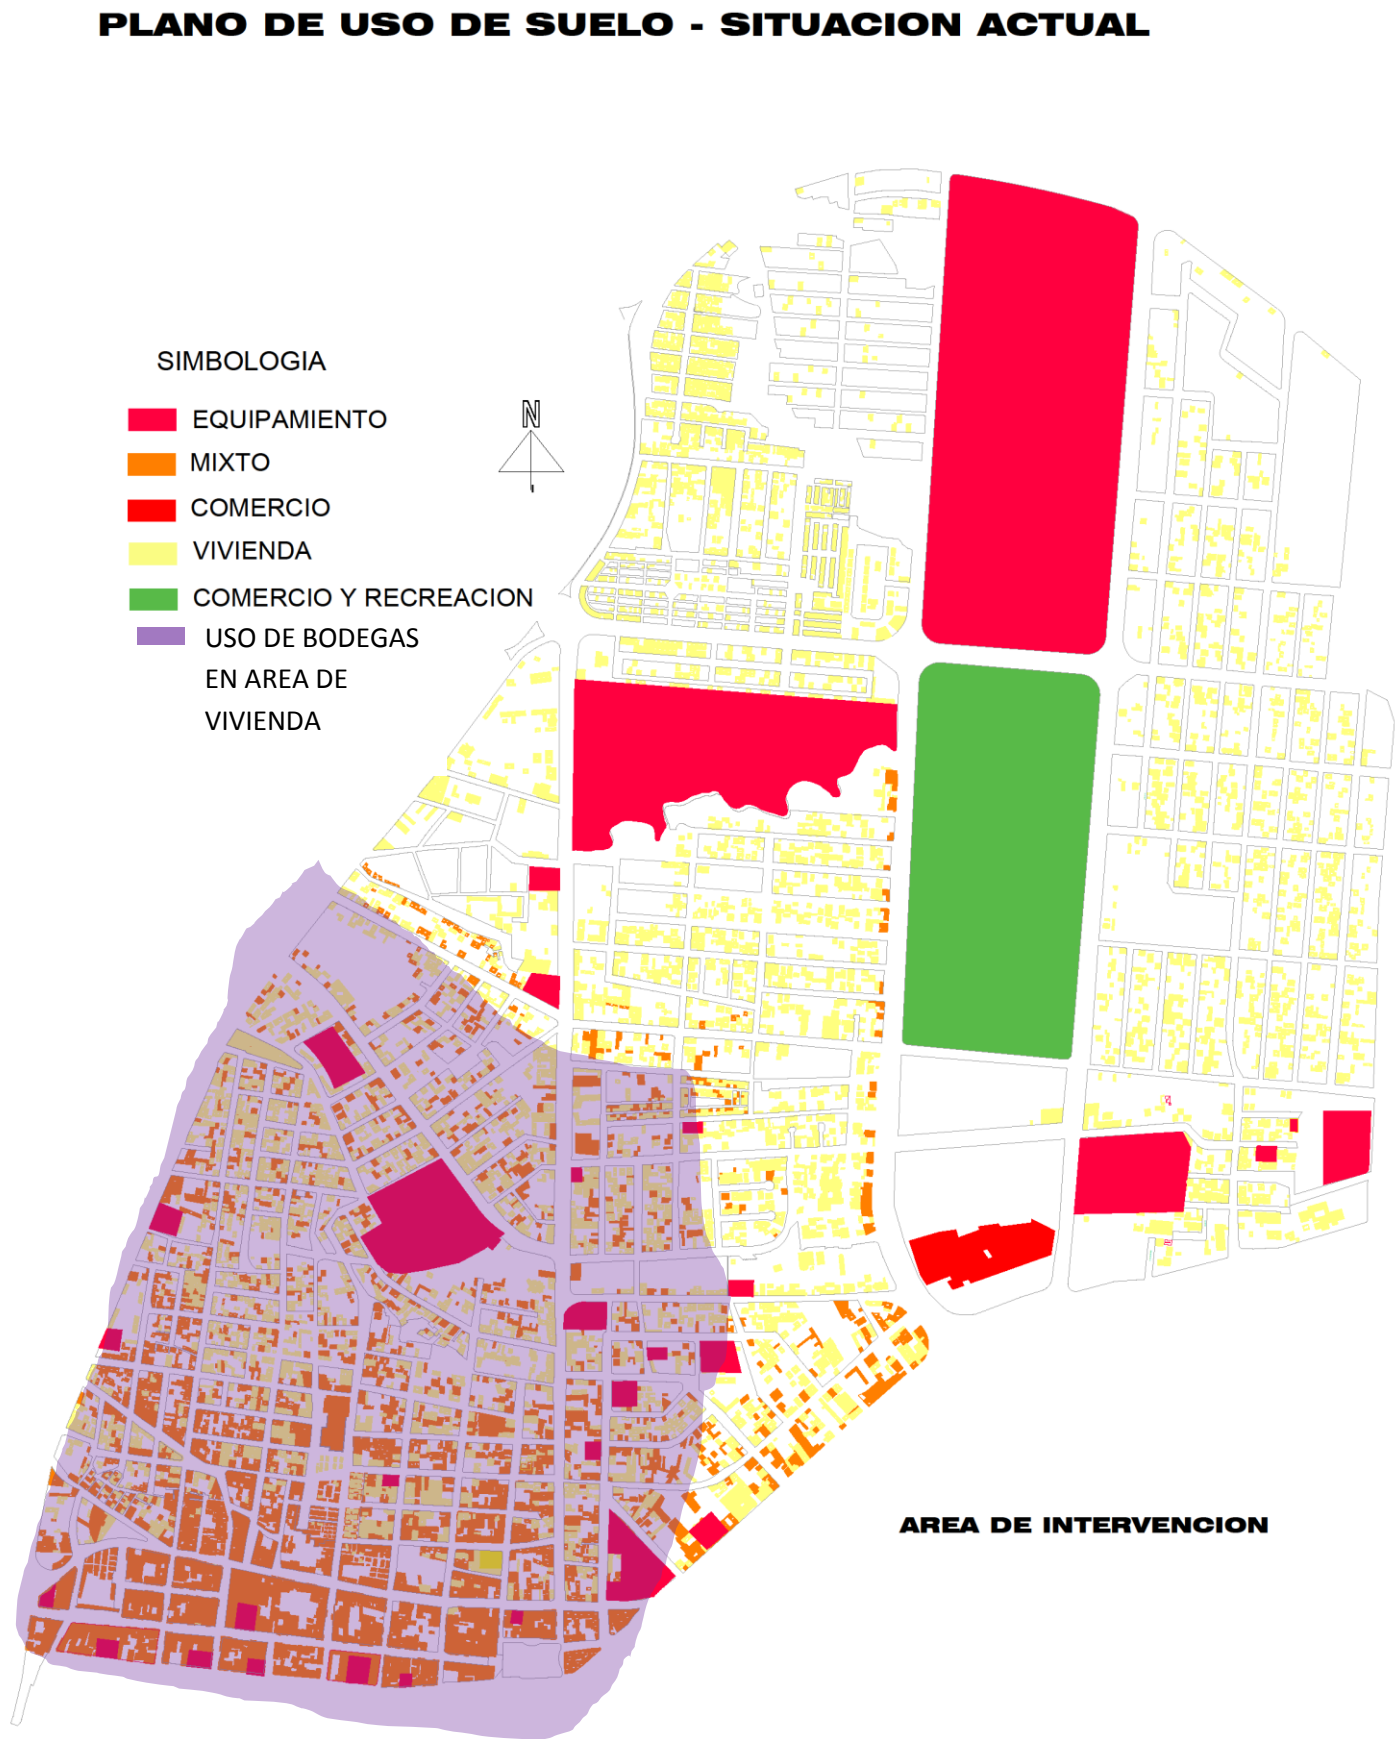 PLANO DE USO DE SUELO - SITUACION ACTUAL
SIMBOLOGIA
N
EQUIPAMIENTO
MIXTO
COMERCIO
VIVIENDA
COMERCIO Y RECREACION
USO DE BODEGAS
EN AREA DE
VIVIENDA
AREA DE INTERVENCION